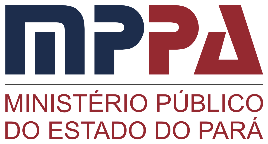 MPPA
MINISTÉRIO PÚBLICO
DO ESTADO DO PARÁ